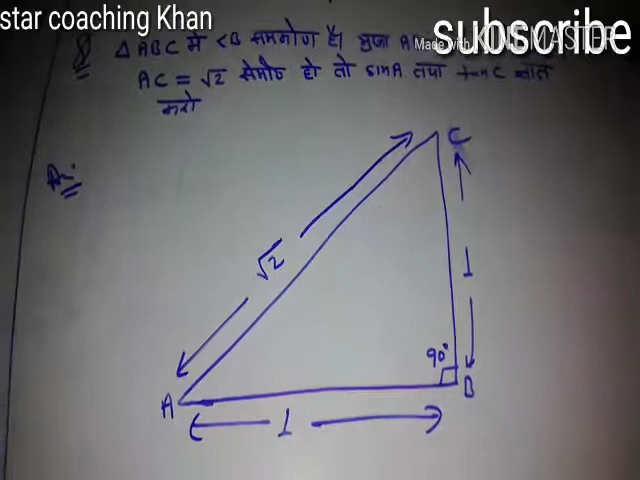 star coaching Khan
subscribe
Made with KINEMASTER
Δ ABC में <B समकोण है। भुजा
AC = √2 सेमी० हो तो sinA तथा tanC ज्ञात
करो
C
√2
1
90°
A
B
1